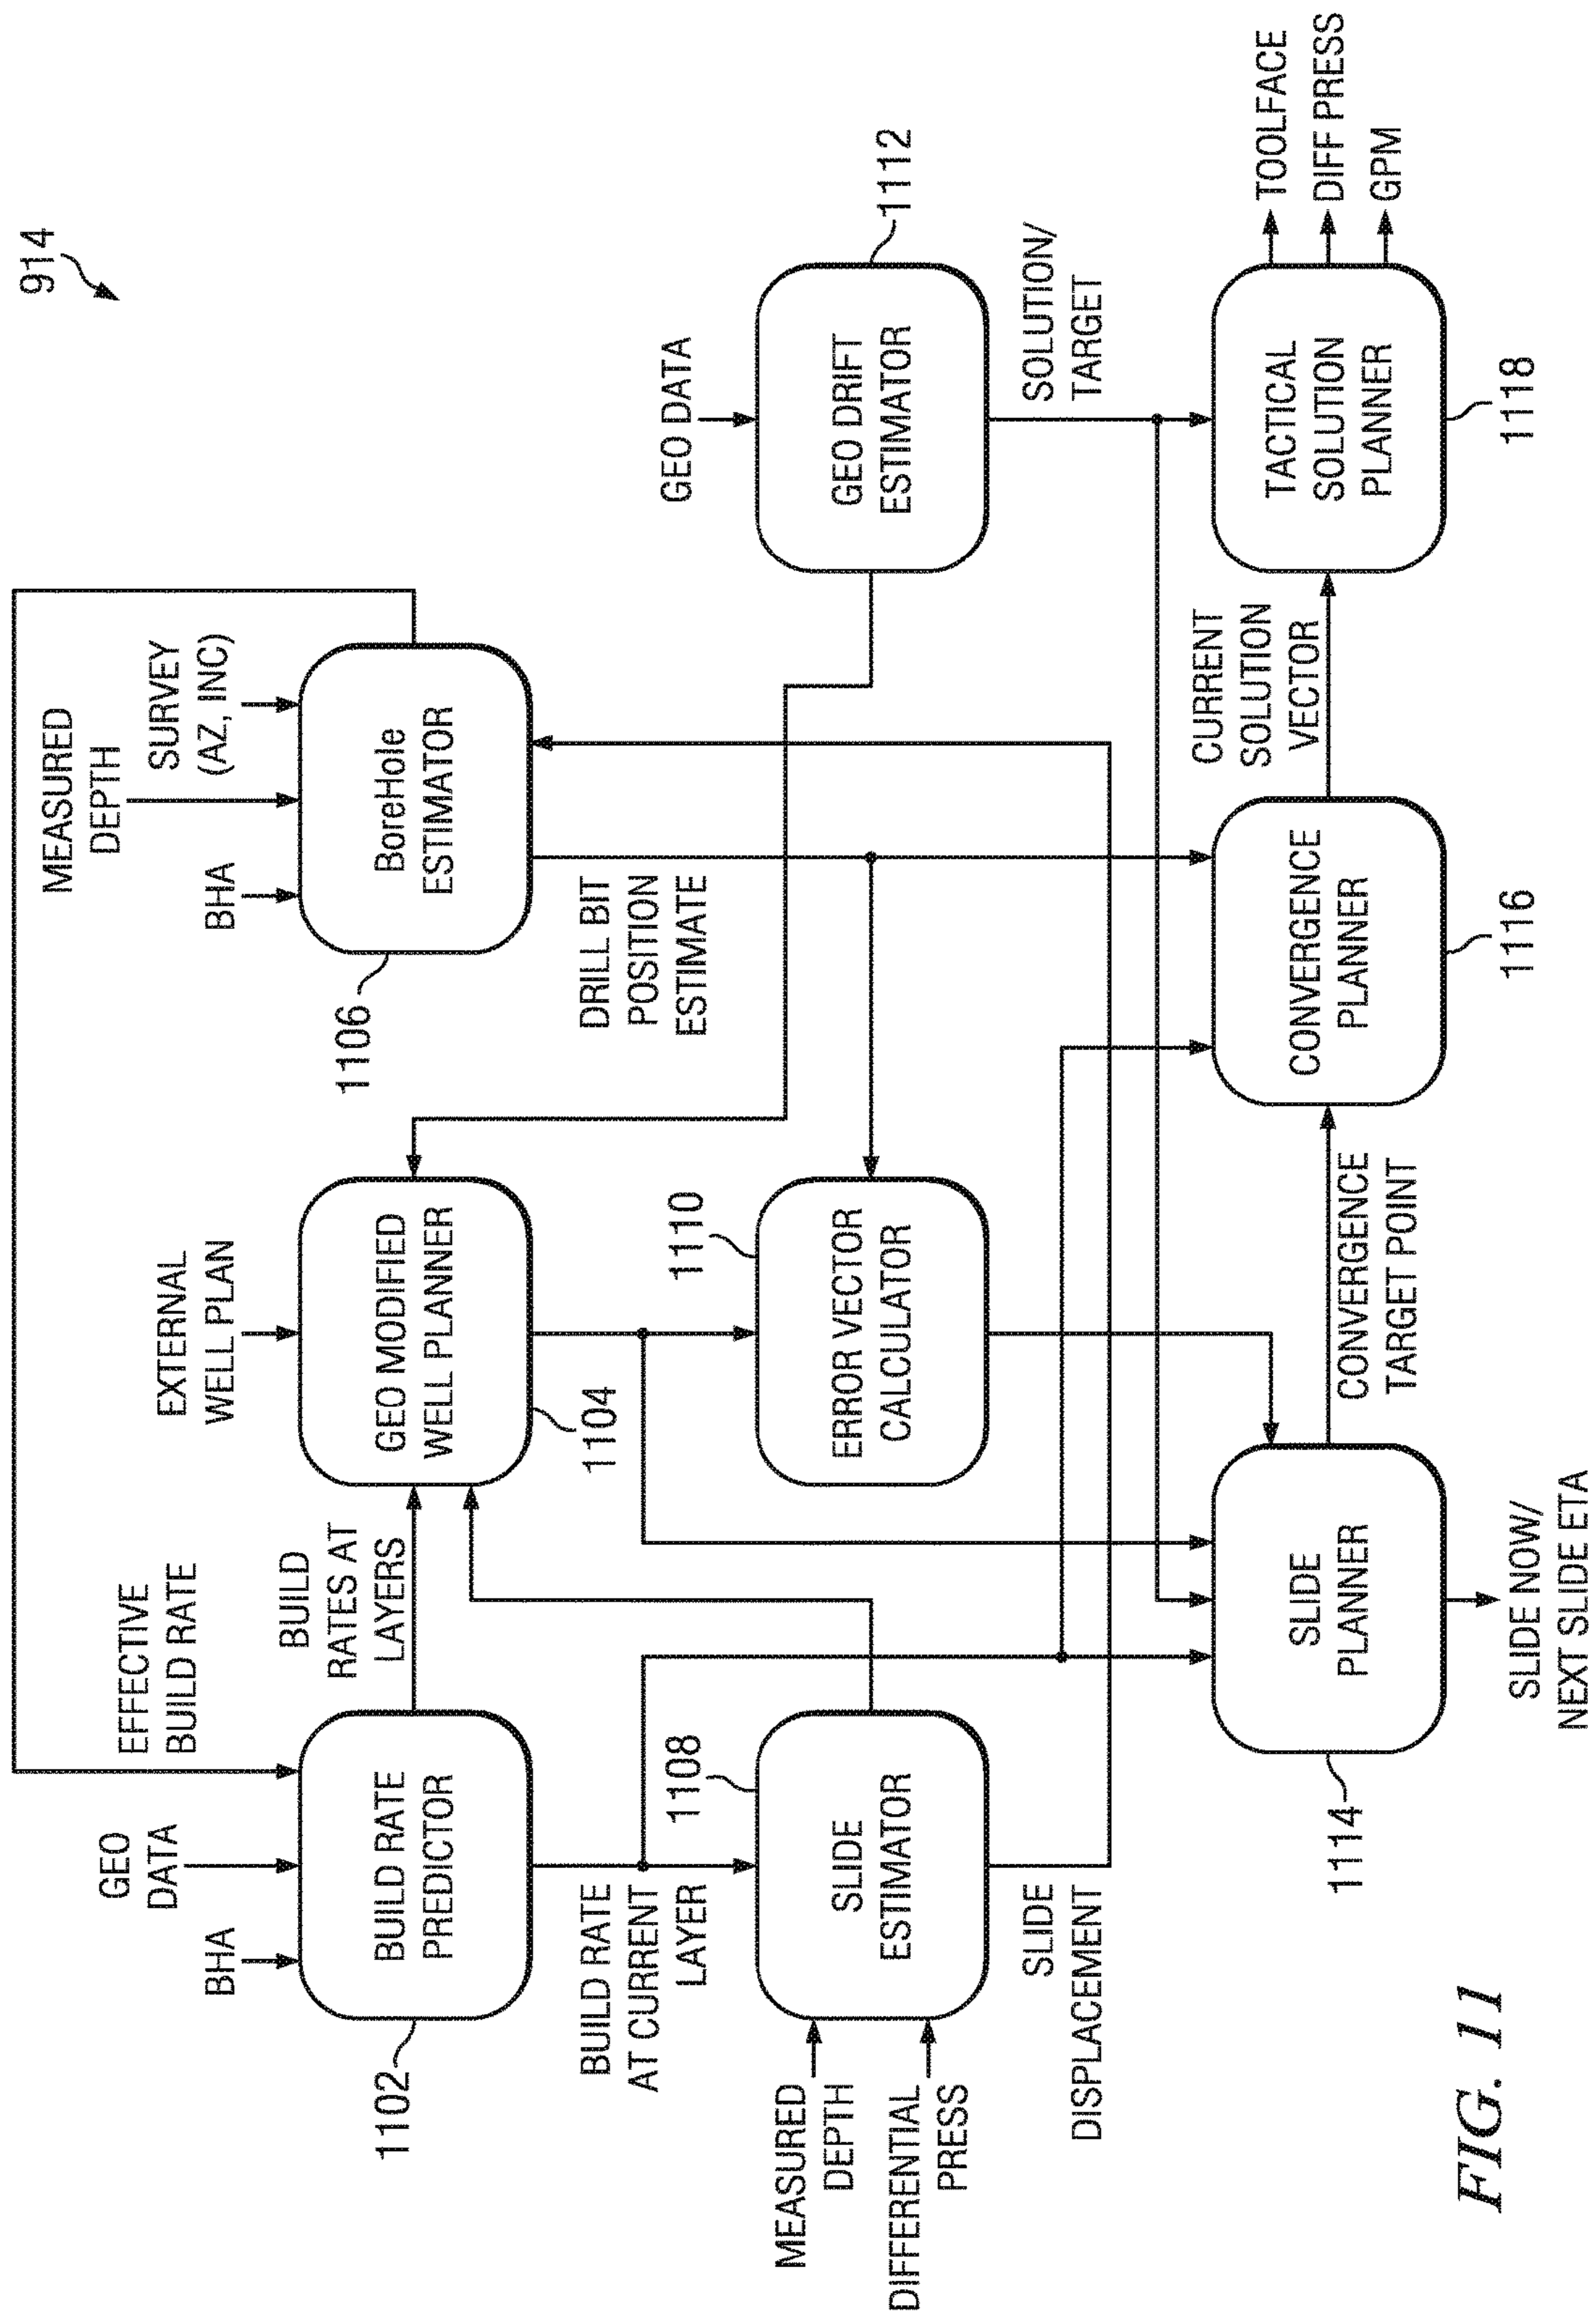 914
BHA
GEO
DATA
EFFECTIVE
BUILD RATE
EXTERNAL
WELL PLAN
BHA
MEASURED
DEPTH
SURVEY
(AZ, INC)
1102
BUILD RATE
PREDICTOR
BUILD
RATES AT
LAYERS
GEO MODIFIED
WELL PLANNER
1104
1106
BoreHole
ESTIMATOR
BUILD RATE
AT CURRENT
LAYER
DRILL BIT
POSITION
ESTIMATE
GEO DATA
MEASURED
DEPTH
DIFFERENTIAL
PRESS
1108
SLIDE
ESTIMATOR
1110
ERROR VECTOR
CALCULATOR
GEO DRIFT
ESTIMATOR
1112
SLIDE
DISPLACEMENT
SOLUTION/
TARGET
1114
SLIDE
PLANNER
CONVERGENCE
TARGET POINT
CONVERGENCE
PLANNER
1116
CURRENT
SOLUTION
VECTOR
TACTICAL
SOLUTION
PLANNER
1118
TOOLFACE
DIFF PRESS
GPM
SLIDE NOW/
NEXT SLIDE ETA
FIG. 11